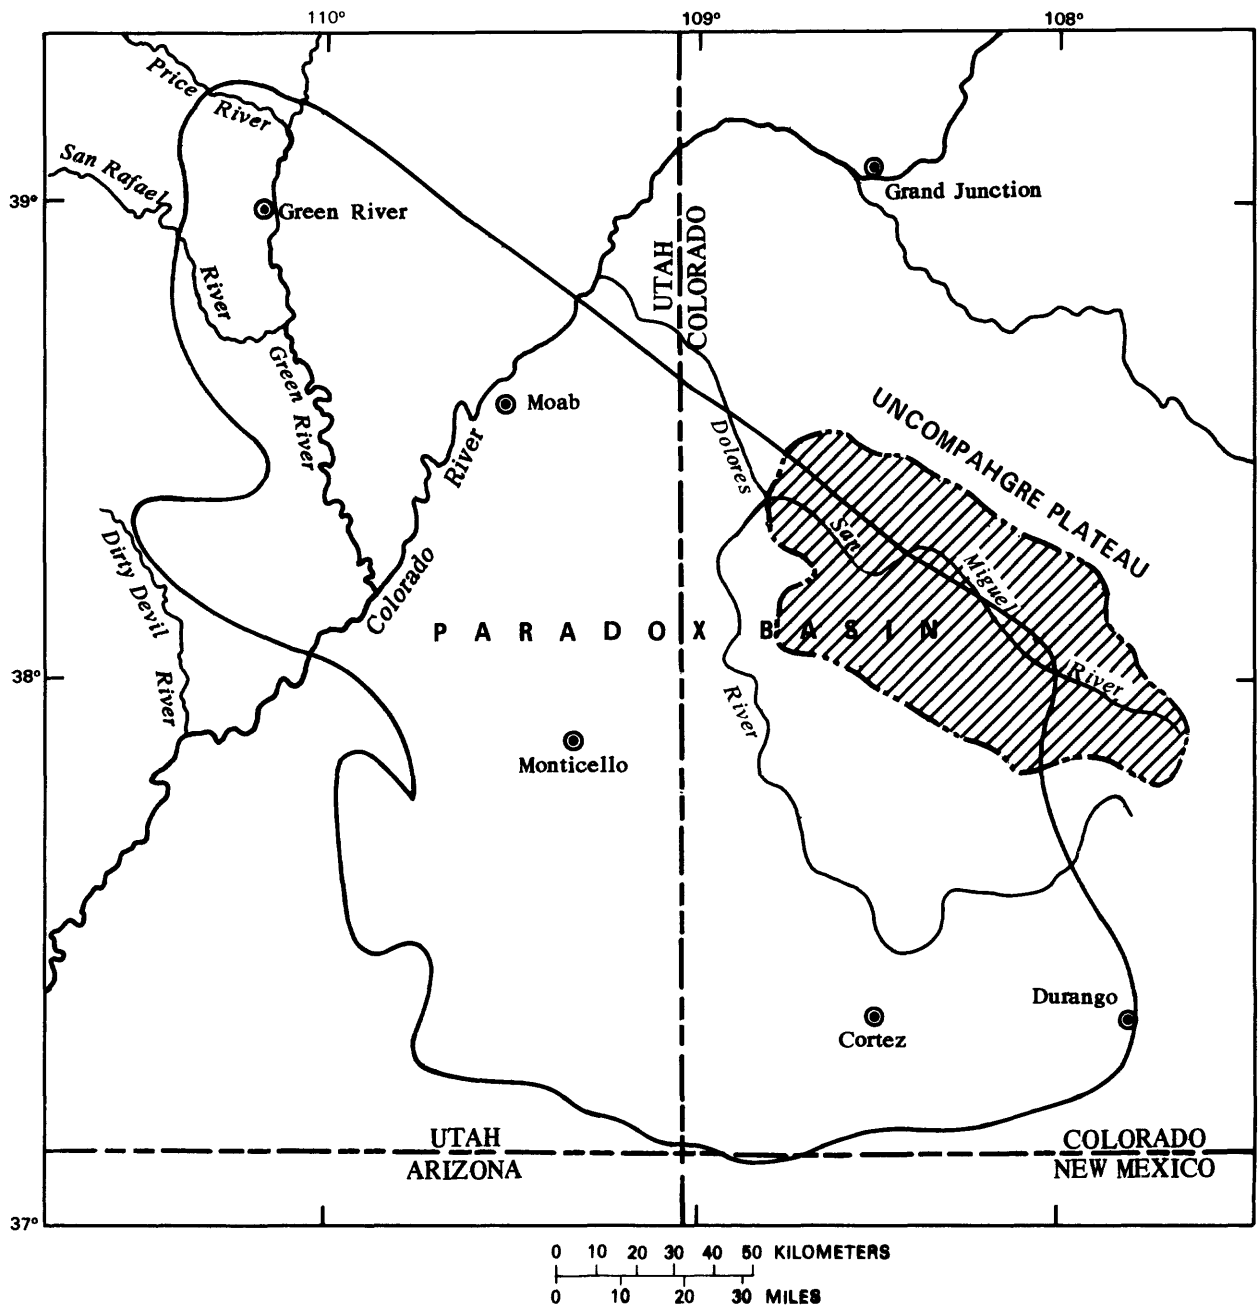 110°
109°
108°
Price
River
San Rafael
39°
Green River
Grand Junction
UTAH
COLORADO
River
Green River
Moab
UNCOMPAHGRE PLATEAU
Dolores
River
San
Miguel
Dirty Devil
Colorado
PARADOX BASIN
38°
River
River
River
Monticello
Durango
Cortez
UTAH
COLORADO
ARIZONA
NEW MEXICO
37°
0 10 20 30 40 50 KILOMETERS
0 10 20 30 MILES